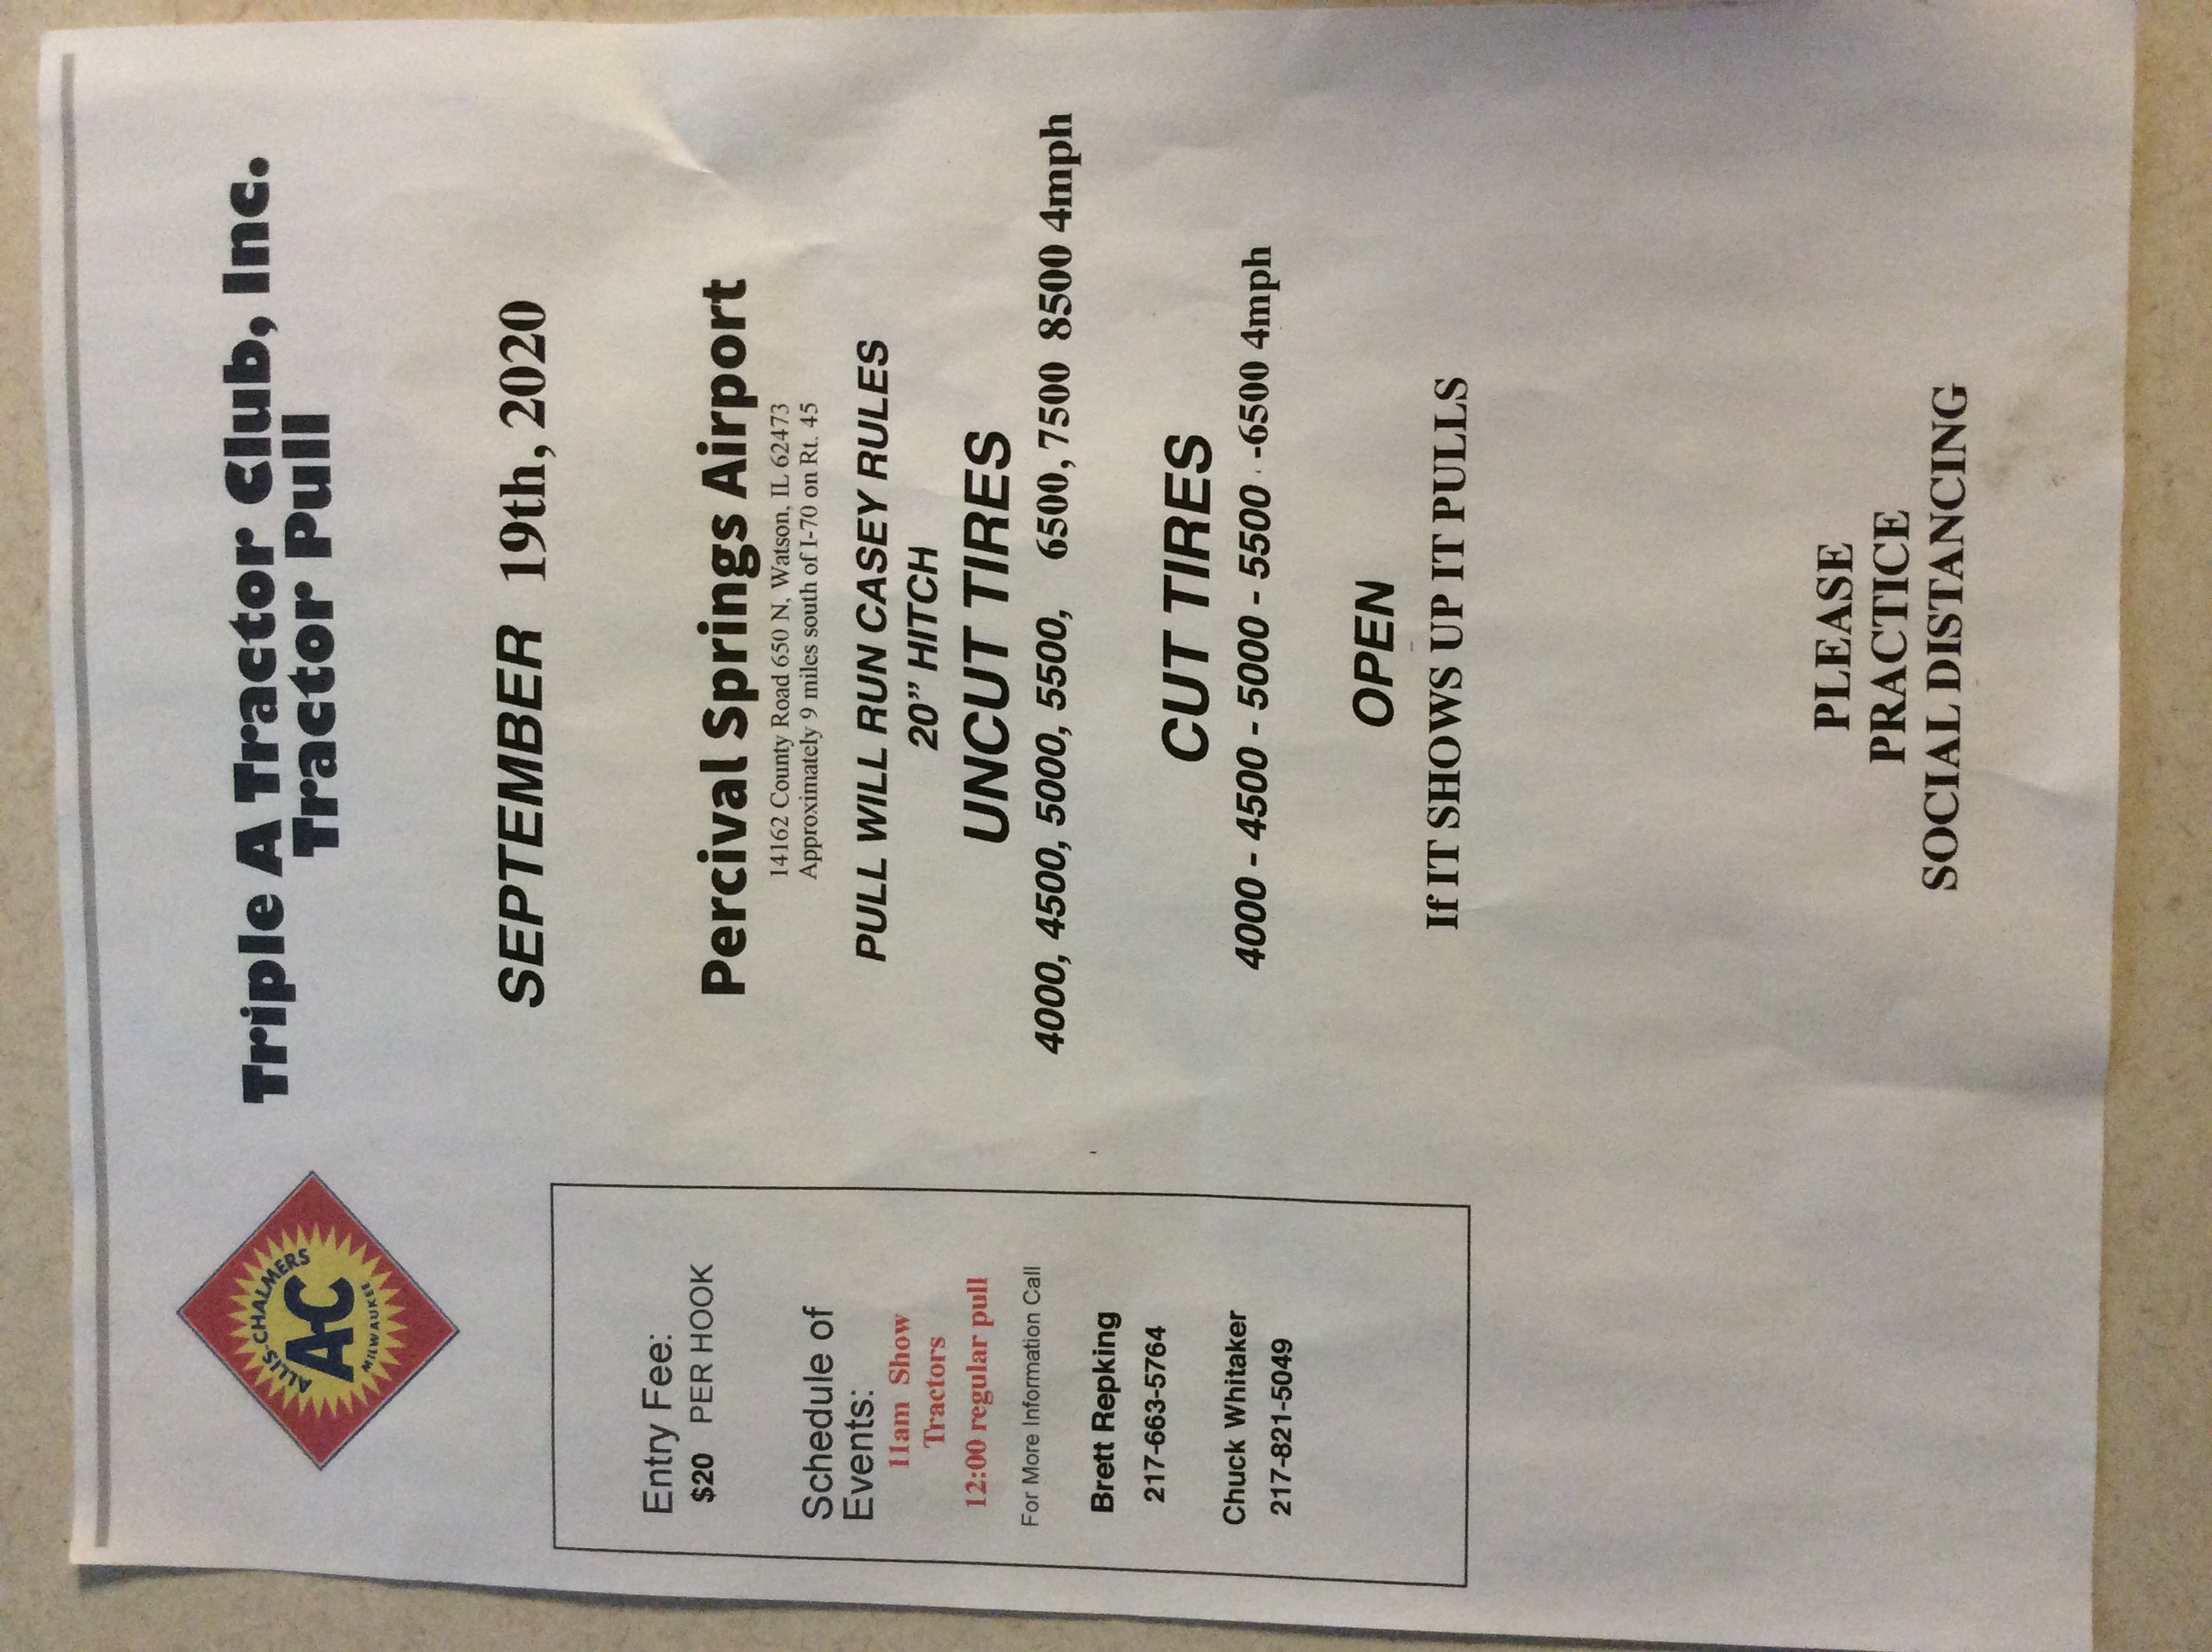 ALLIS-CHALMERS
A-C
MILWAUKEE
Triple A Tractor Club, Inc.
Tractor Pull
SEPTEMBER 19th, 2020
Entry Fee:
$20 PER HOOK
Schedule of
Events:
11am Show
Tractors
12:00 regular pull
For More Information Call
Brett Repking
217-663-5764
Chuck Whitaker
217-821-5049
Percival Springs Airport
14162 County Road 650 N, Watson, IL 62473
Approximately 9 miles south of I-70 on Rt. 45
PULL WILL RUN CASEY RULES
20” HITCH
UNCUT TIRES
4000, 4500, 5000, 5500, 6500,7500 8500 4mph
CUT TIRES
4000 - 4500 - 5000 - 5500 -6500 4mph
OPEN
If IT SHOWS UP IT PULLS
PLEASE
PRACTICE
SOCIAL DISTANCING